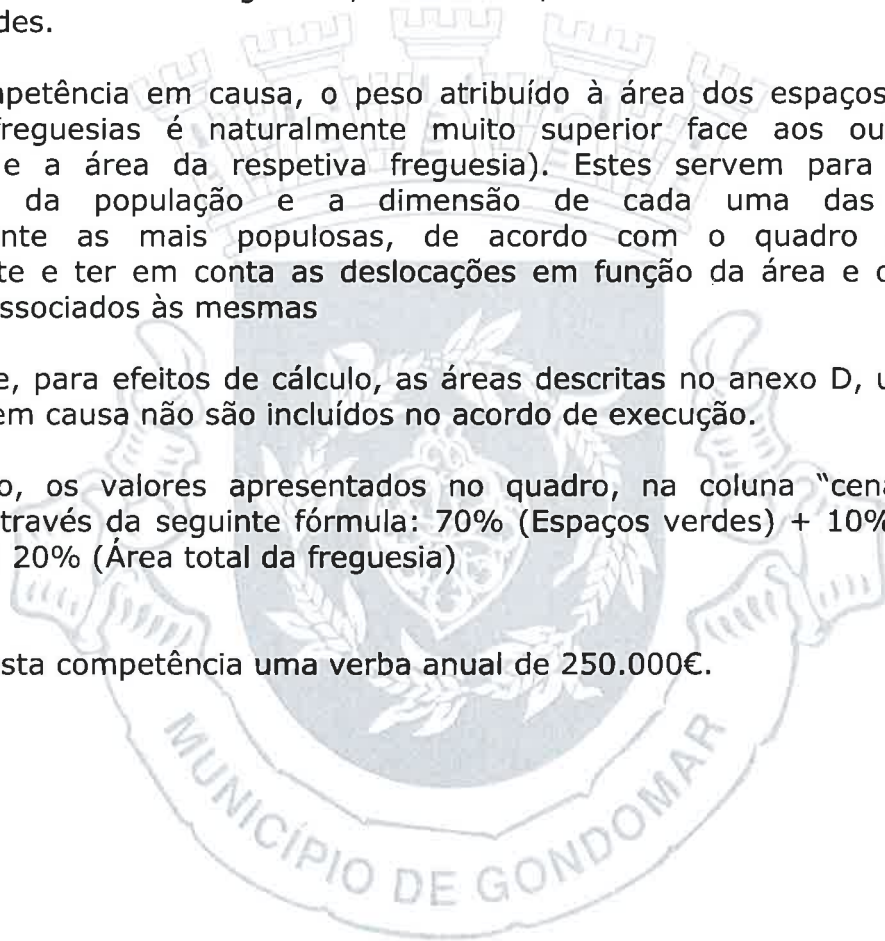 des.
mpetência em causa, o peso atribuído à área dos espaços
freguesias é naturalmente muito superior face aos ou
e a área da respetiva freguesia). Estes servem para
da população e a dimensão de cada uma das
nte as mais populosas, de acordo com o quadro
te e ter em conta as deslocações em função da área e c
ssociados às mesmas
e, para efeitos de cálculo, as áreas descritas no anexo D, u
em causa não são incluídos no acordo de execução.
o, os valores apresentados no quadro, na coluna "cena
través da seguinte fórmula: 70% (Espaços verdes) + 10%
20% (Área total da freguesia)
sta competência uma verba anual de 250.000€.
MUNICÍPIO DE GONDOMAR